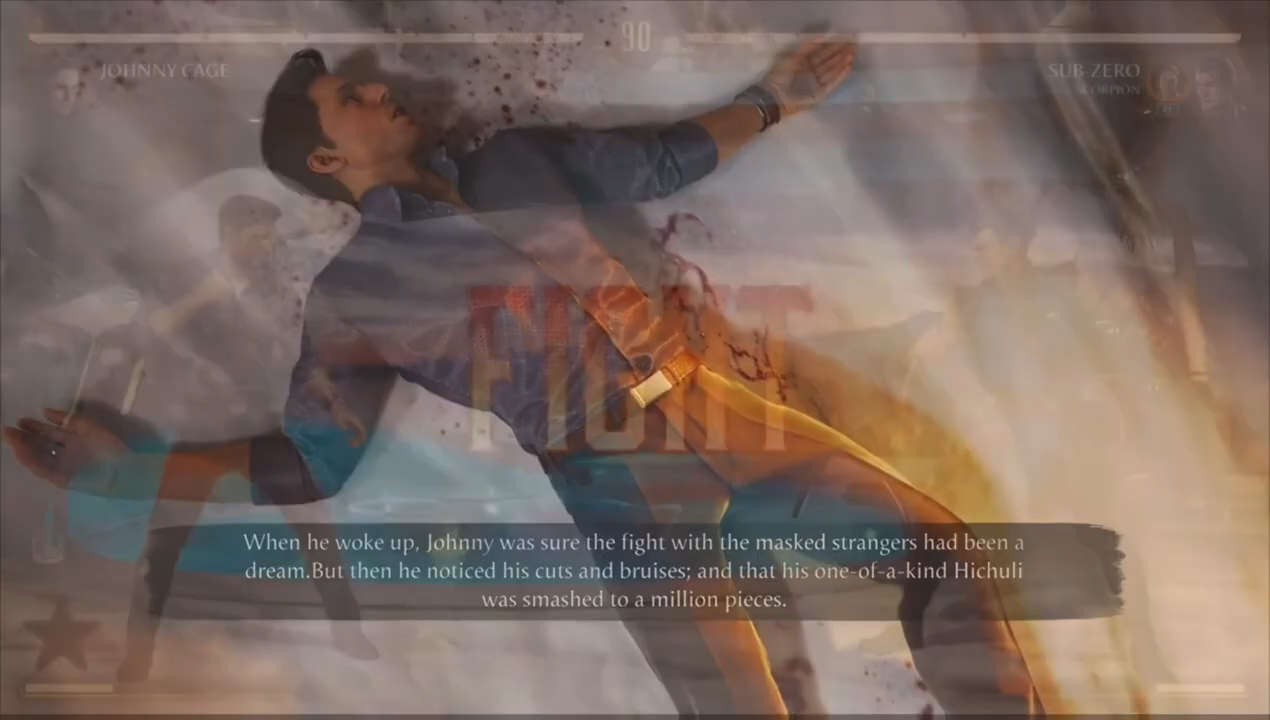 90
JOHNNY CAGE
SUB-ZERO
SCORPION
FIGHT
When he woke up, Johnny was sure the fight with the masked strangers had been a
dream.But then he noticed his cuts and bruises; and that his one-of-a-kind Hichuli
was smashed to a million pieces.